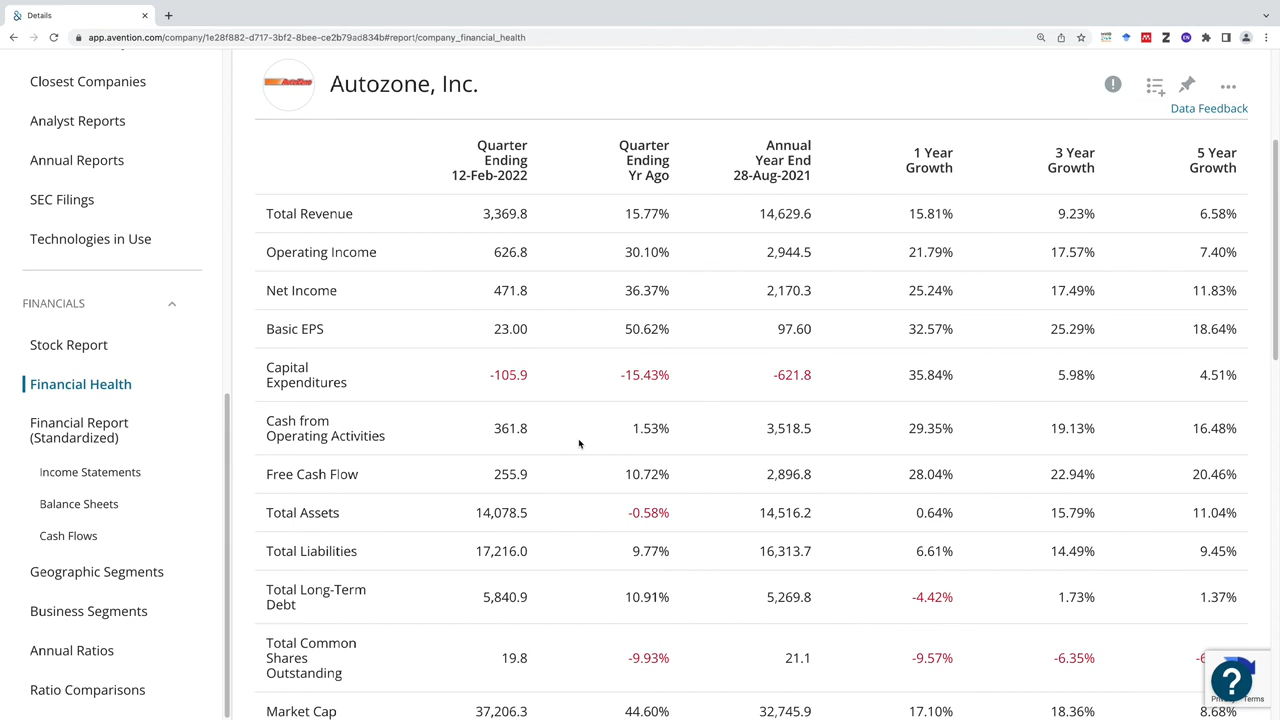 Details
app.avention.com/company/1e28f882-d717-3bf2-8bee-ce2b79ad834b#report/company_financial_health
Closest Companies
Analyst Reports
Annual Reports
SEC Filings
Technologies in Use
FINANCIALS
Stock Report
Financial Health
Financial Report
(Standardized)
Income Statements
Balance Sheets
Cash Flows
Geographic Segments
Business Segments
Annual Ratios
Ratio Comparisons
AutoZone
Autozone, Inc.
Data Feedback
Quarter Ending 12-Feb-2022 Quarter Ending Yr Ago Annual Year End 28-Aug-2021 1 Year Growth 3 Year Growth 5 Year Growth
Total Revenue 3,369.8 15.77% 14,629.6 15.81% 9.23% 6.58%
Operating Income 626.8 30.10% 2,944.5 21.79% 17.57% 7.40%
Net Income 471.8 36.37% 2,170.3 25.24% 17.49% 11.83%
Basic EPS 23.00 50.62% 97.60 32.57% 25.29% 18.64%
Capital Expenditures -105.9 -15.43% -621.8 35.84% 5.98% 4.51%
Cash from Operating Activities 361.8 1.53% 3,518.5 29.35% 19.13% 16.48%
Free Cash Flow 255.9 10.72% 2,896.8 28.04% 22.94% 20.46%
Total Assets 14,078.5 -0.58% 14,516.2 0.64% 15.79% 11.04%
Total Liabilities 17,216.0 9.77% 16,313.7 6.61% 14.49% 9.45%
Total Long-Term Debt 5,840.9 10.91% 5,269.8 -4.42% 1.73% 1.37%
Total Common Shares Outstanding 19.8 -9.93% 21.1 -9.57% -6.35%
Market Cap 37,206.3 44.60% 32,745.9 17.10% 18.36% 8.68%
?
Terms